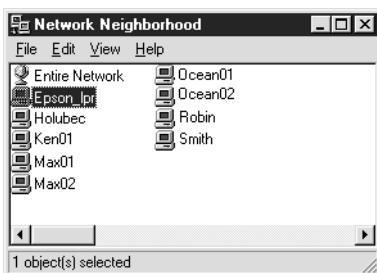 Network Neighborhood
File Edit View Help
Entire Network
Epson_lpr
Holubec
Ken01
Max01
Max02
Ocean01
Ocean02
Robin
Smith
1 object(s) selected